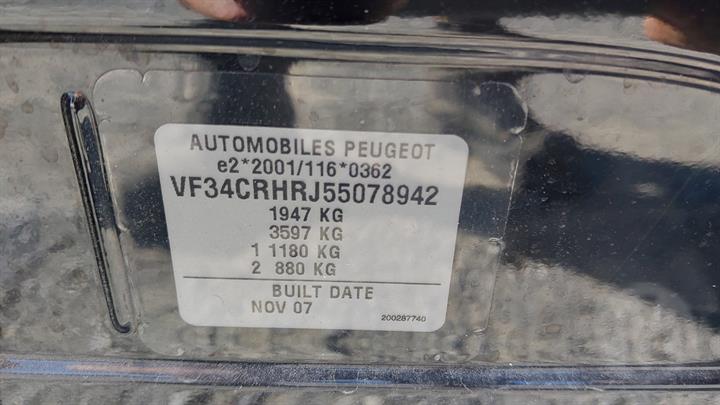 AUTOMOBILES PEUGEOT
e2*2001/116*0362
VF34CRHRJ55078942
1947 KG
3597 KG
1 1180 KG
2 880 KG
BUILT DATE
NOV 07
200287740